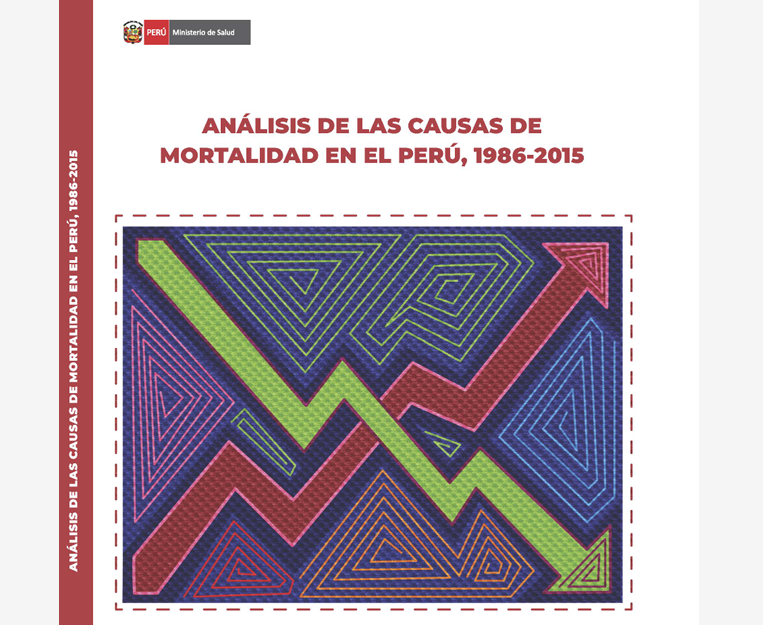 PERÚ Ministerio de Salud
ANÁLISIS DE LAS CAUSAS DE
MORTALIDAD EN EL PERÚ, 1986-2015
ANÁLISIS DE LAS CAUSAS DE MORTALIDAD EN EL PERÚ, 1986-2015